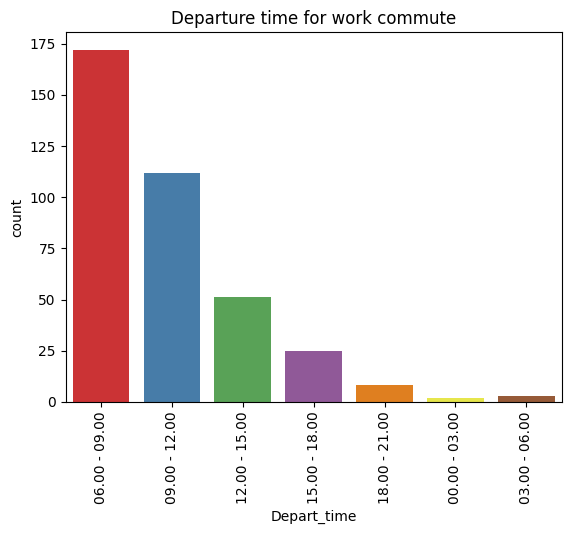 Departure time for work commute
count
175
150
125
100
75
50
25
0
06.00 - 09.00
09.00 - 12.00
12.00 - 15.00
15.00 - 18.00
18.00 - 21.00
00.00 - 03.00
03.00 - 06.00
Depart_time